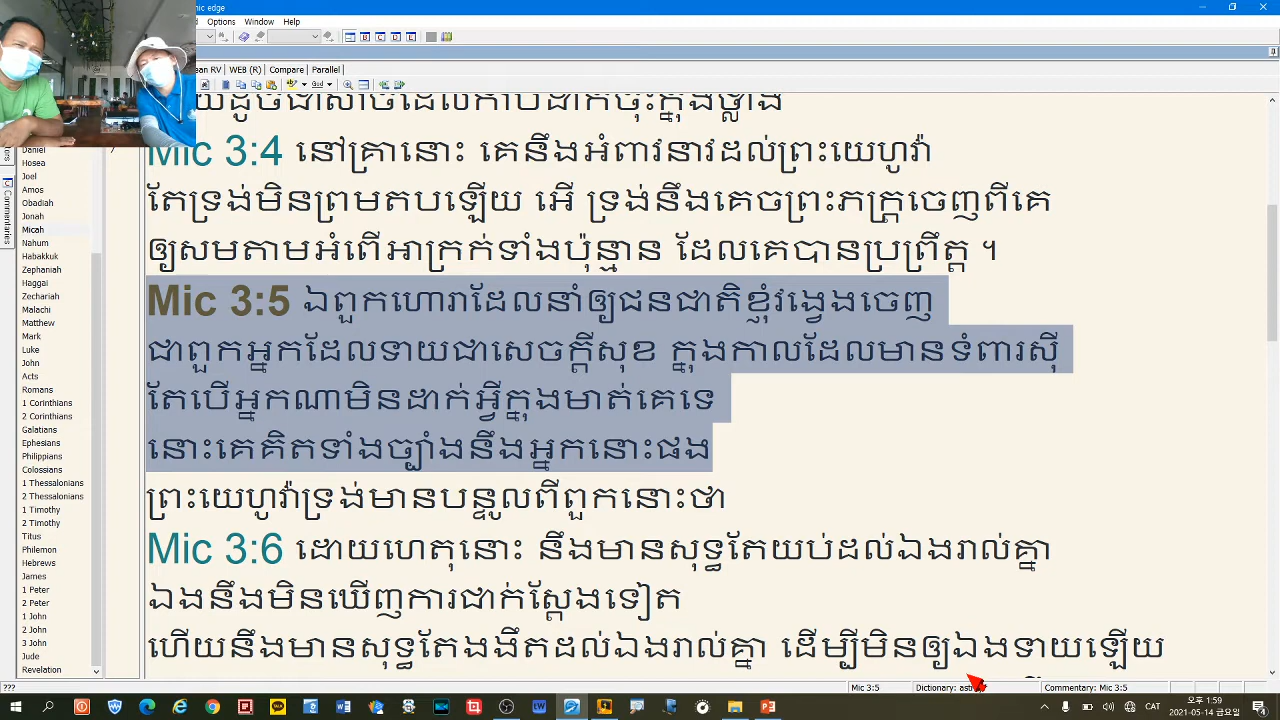 nic edge
Options Window Help
ean RV WEB (R) Compare Parallel
Mic 3:4 នៅគ្រានោះ គេនឹងអំពាវនាវដល់ព្រះយេហូវ៉ា
តែទ្រង់មិនព្រមតបឡើយ អើ ទ្រង់នឹងគេចព្រះភក្ត្រចេញពីគេ
ឲ្យសមតាមអំពើអាក្រក់ទាំងប៉ុន្មាន ដែលគេបានប្រព្រឹត្ត ។
Mic 3:5 ឯពួកហោរាដែលនាំឲ្យជនជាតិខ្ញុំវង្វេងចេញ
ជាពួកអ្នកដែលទាយជាសេចក្ដីសុខ ក្នុងកាលដែលមានទំពារស៊ី
តែបើអ្នកណាមិនដាក់អ្វីក្នុងមាត់គេទេ
នោះគេគិតទាំងច្បាំងនឹងអ្នកនោះផង
ព្រះយេហូវ៉ាទ្រង់មានបន្ទូលពីពួកនោះថា
Mic 3:6 ដោយហេតុនោះ នឹងមានសុទ្ធតែយប់ដល់ឯងរាល់គ្នា
ឯងនឹងមិនឃើញការជាក់ស្តែងទៀត
ហើយនឹងមានសុទ្ធតែងងឹតដល់ឯងរាល់គ្នា ដើម្បីមិនឲ្យឯងទាយឡើយ
Commentaries
Daniel
Hosea
Joel
Amos
Obadiah
Jonah
Micah
Nahum
Habakkuk
Zephaniah
Haggai
Zechariah
Malachi
Matthew
Mark
Luke
John
Acts
Romans
1 Corinthians
2 Corinthians
Galatians
Ephesians
Philippians
Colossians
1 Thessalonians
2 Thessalonians
1 Timothy
2 Timothy
Titus
Philemon
Hebrews
James
1 Peter
2 Peter
1 John
2 John
3 John
Jude
Revelation
??? Mic 3:5 Dictionary: Commentary: Mic 3:5
CAT 오후 1:59
2021-05-14 금요일